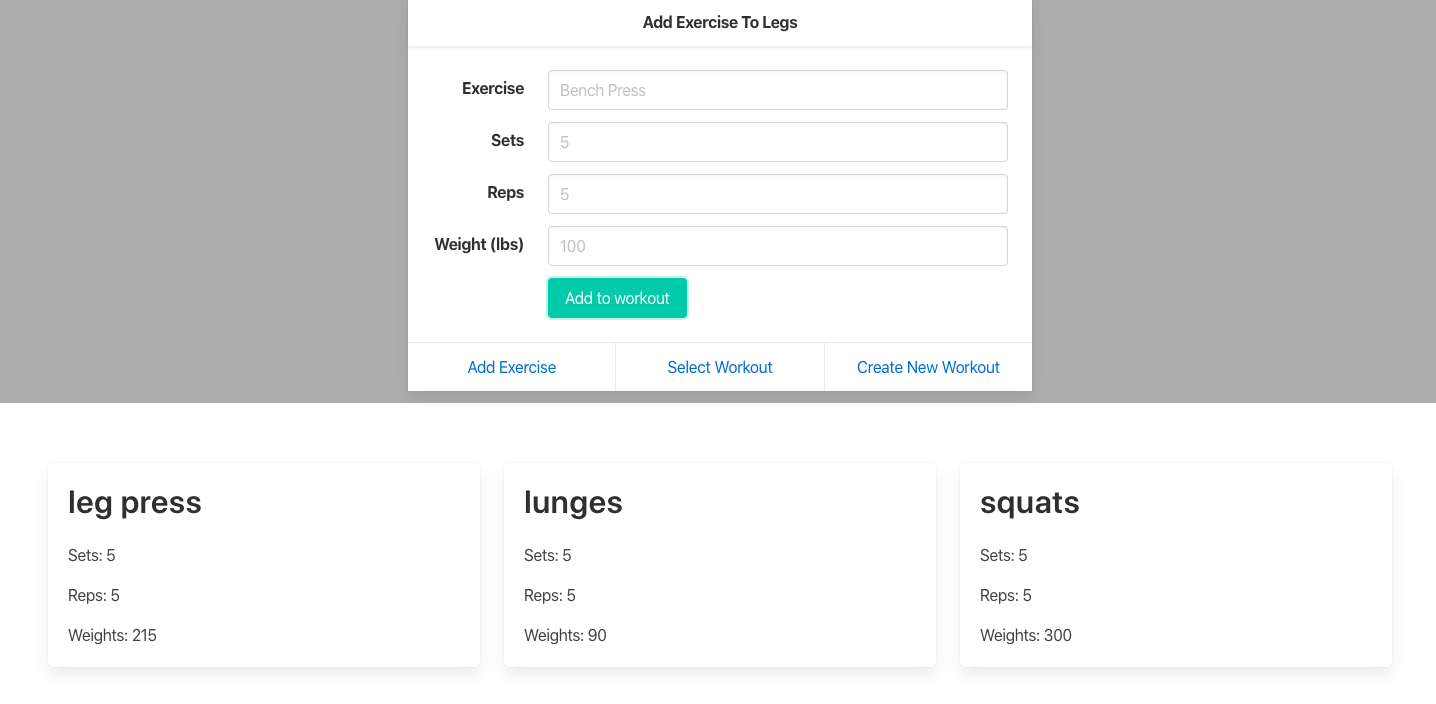 Add Exercise To Legs
Exercise
Bench Press
Sets
5
Reps
5
Weight (lbs)
100
Add to workout
Add Exercise
Select Workout
Create New Workout
leg press
Sets: 5
Reps: 5
Weights: 215
lunges
Sets: 5
Reps: 5
Weights: 90
squats
Sets: 5
Reps: 5
Weights: 300